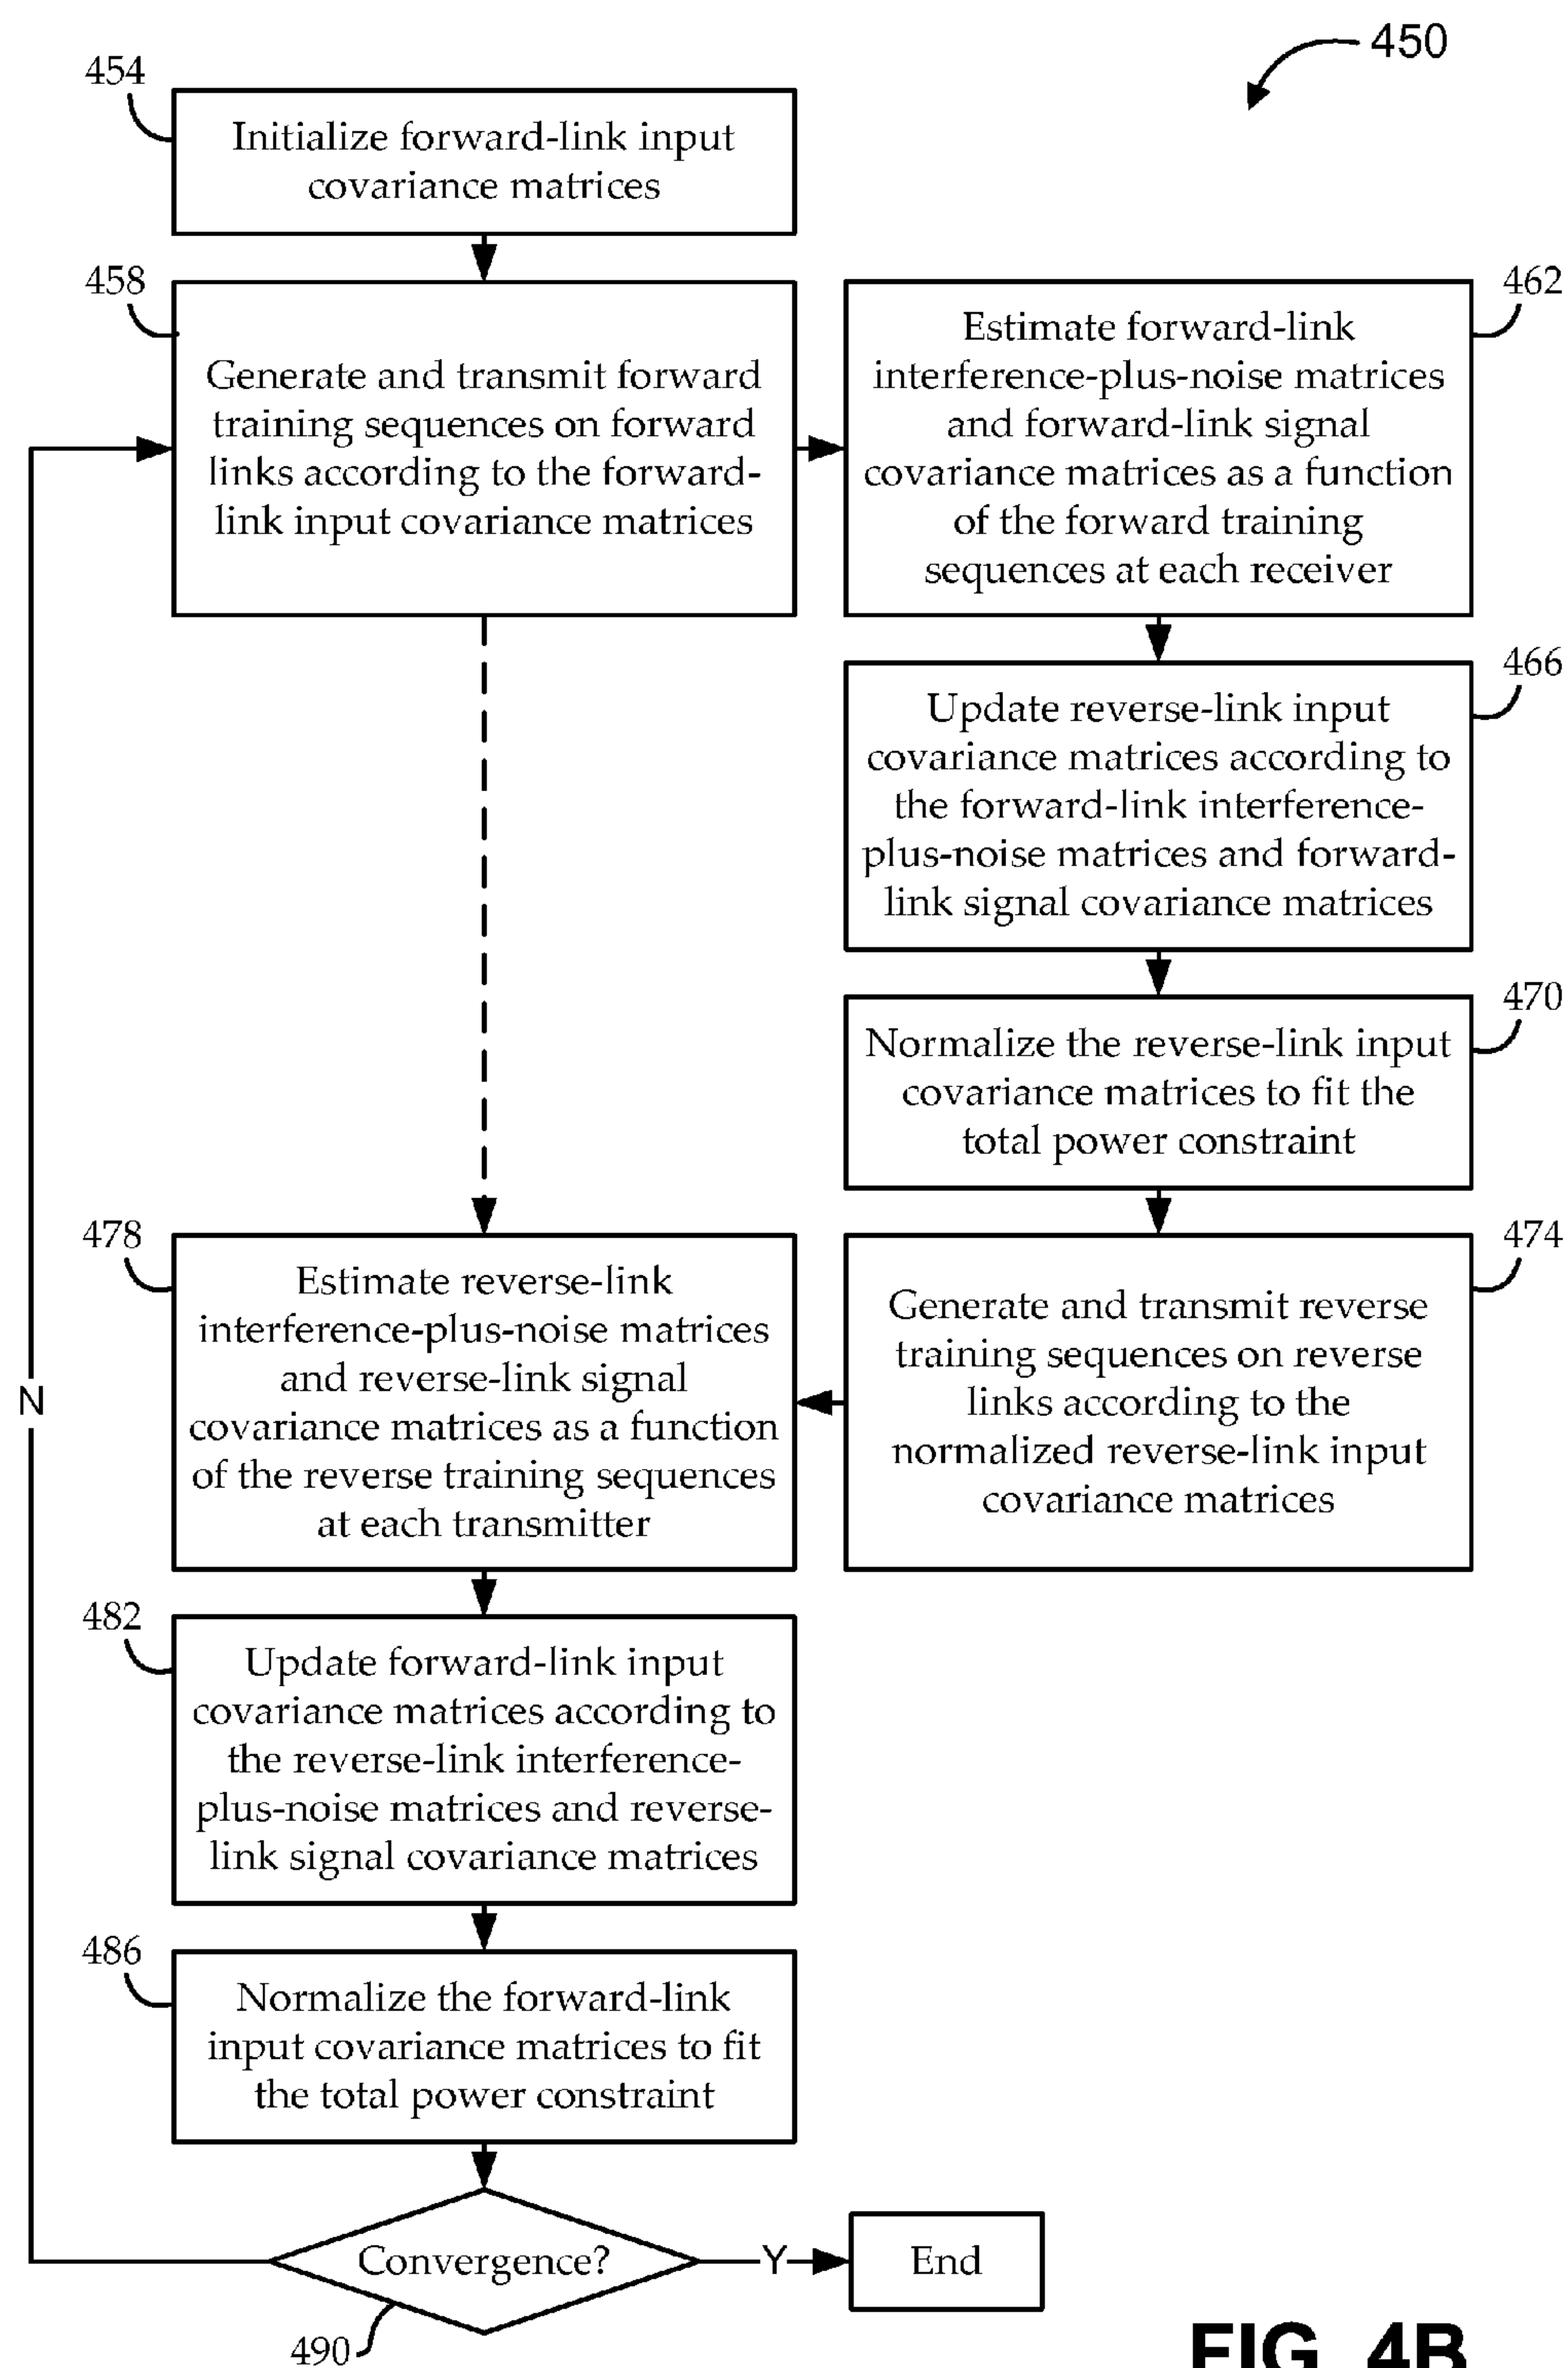 450
454
Initialize forward-link input
covariance matrices
458
Generate and transmit forward
training sequences on forward
links according to the forward-
link input covariance matrices
462
Estimate forward-link
interference-plus-noise matrices
and forward-link signal
covariance matrices as a function
of the forward training
sequences at each receiver
466
Update reverse-link input
covariance matrices according to
the forward-link interference-
plus-noise matrices and forward-
link signal covariance matrices
470
Normalize the reverse-link input
covariance matrices to fit the
total power constraint
474
Generate and transmit reverse
training sequences on reverse
links according to the
normalized reverse-link input
covariance matrices
478
Estimate reverse-link
interference-plus-noise matrices
and reverse-link signal
covariance matrices as a function
of the reverse training sequences
at each transmitter
482
Update forward-link input
covariance matrices according to
the reverse-link interference-
plus-noise matrices and reverse-
link signal covariance matrices
486
Normalize the forward-link
input covariance matrices to fit
the total power constraint
N
Convergence?
Y
End
490
FIG. 4B